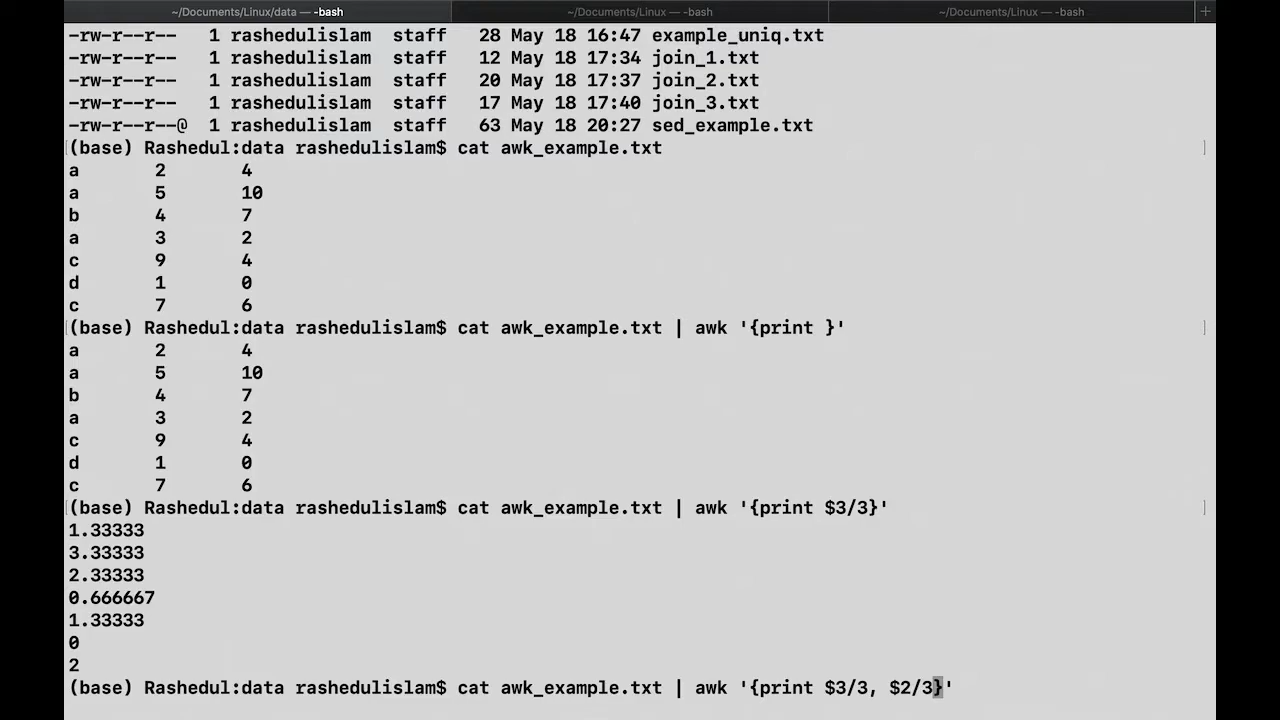 ~/Documents/Linux/data — -bash ~/Documents/Linux — -bash ~/Documents/Linux — -bash +
-rw-r--r-- 1 rashedulislam staff 28 May 18 16:47 example_uniq.txt
-rw-r--r-- 1 rashedulislam staff 12 May 18 17:34 join_1.txt
-rw-r--r-- 1 rashedulislam staff 20 May 18 17:37 join_2.txt
-rw-r--r-- 1 rashedulislam staff 17 May 18 17:40 join_3.txt
-rw-r--r--@ 1 rashedulislam staff 63 May 18 20:27 sed_example.txt
(base) Rashedul:data rashedulislam$ cat awk_example.txt
a 2 4
a 5 10
b 4 7
a 3 2
c 9 4
d 1 0
c 7 6
(base) Rashedul:data rashedulislam$ cat awk_example.txt | awk '{print }'
a 2 4
a 5 10
b 4 7
a 3 2
c 9 4
d 1 0
c 7 6
(base) Rashedul:data rashedulislam$ cat awk_example.txt | awk '{print $3/3}'
1.33333
3.33333
2.33333
0.666667
1.33333
0
2
(base) Rashedul:data rashedulislam$ cat awk_example.txt | awk '{print $3/3, $2/3}'